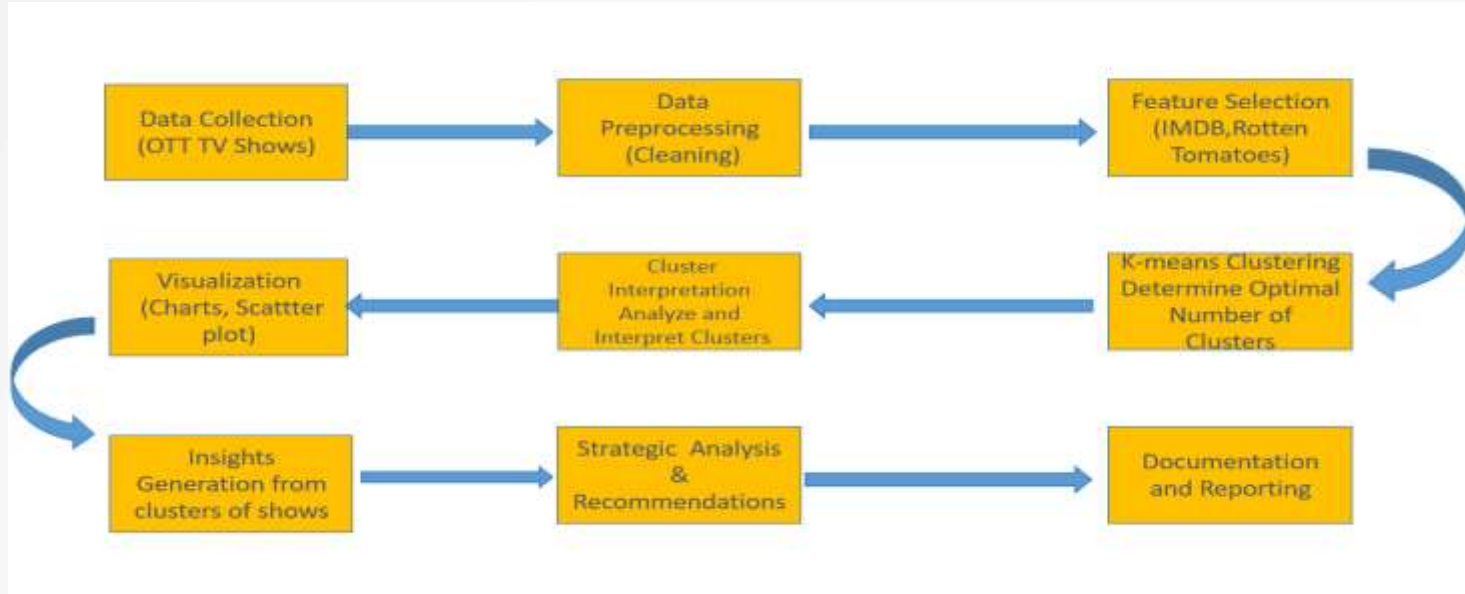 Data Collection
(OTT TV Shows)
Data
Preprocessing
(Cleaning)
Feature Selection
(IMDB,Rotten
Tomatoes)
K-means Clustering
Determine Optimal
Number of
Clusters
Cluster
Interpretation
Analyze and
Interpret Clusters
Visualization
(Charts, Scattter
plot)
Insights
Generation from
clusters of shows
Strategic Analysis
&
Recommendations
Documentation
and Reporting